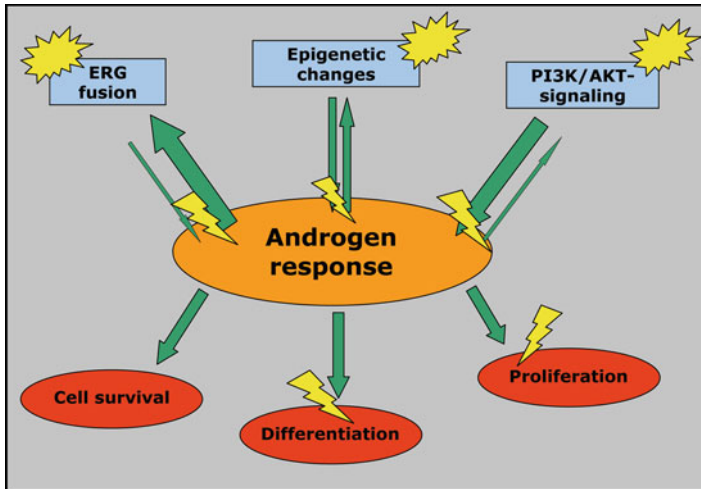 ERG
fusion
Epigenetic
changes
PI3K/AKT-
signaling
Androgen
response
Cell survival
Differentiation
Proliferation